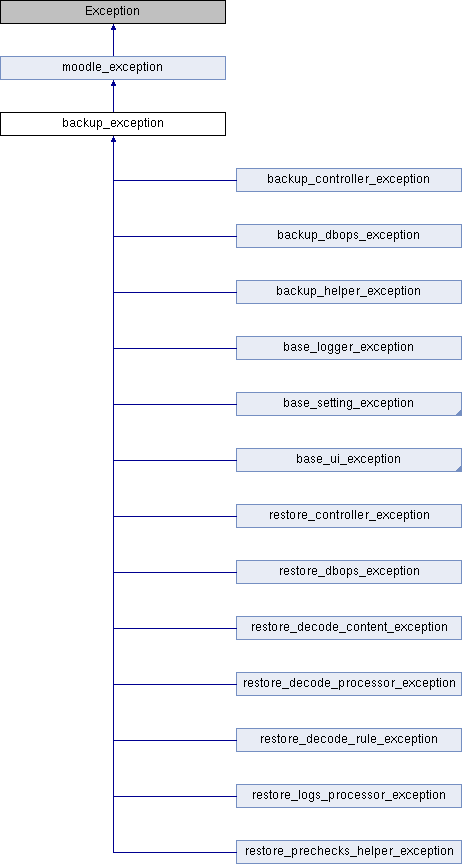 Exception
moodle_exception
backup_exception
backup_controller_exception
backup_dbops_exception
backup_helper_exception
base_logger_exception
base_setting_exception
base_ui_exception
restore_controller_exception
restore_dbops_exception
restore_decode_content_exception
restore_decode_processor_exception
restore_decode_rule_exception
restore_logs_processor_exception
restore_prechecks_helper_exception